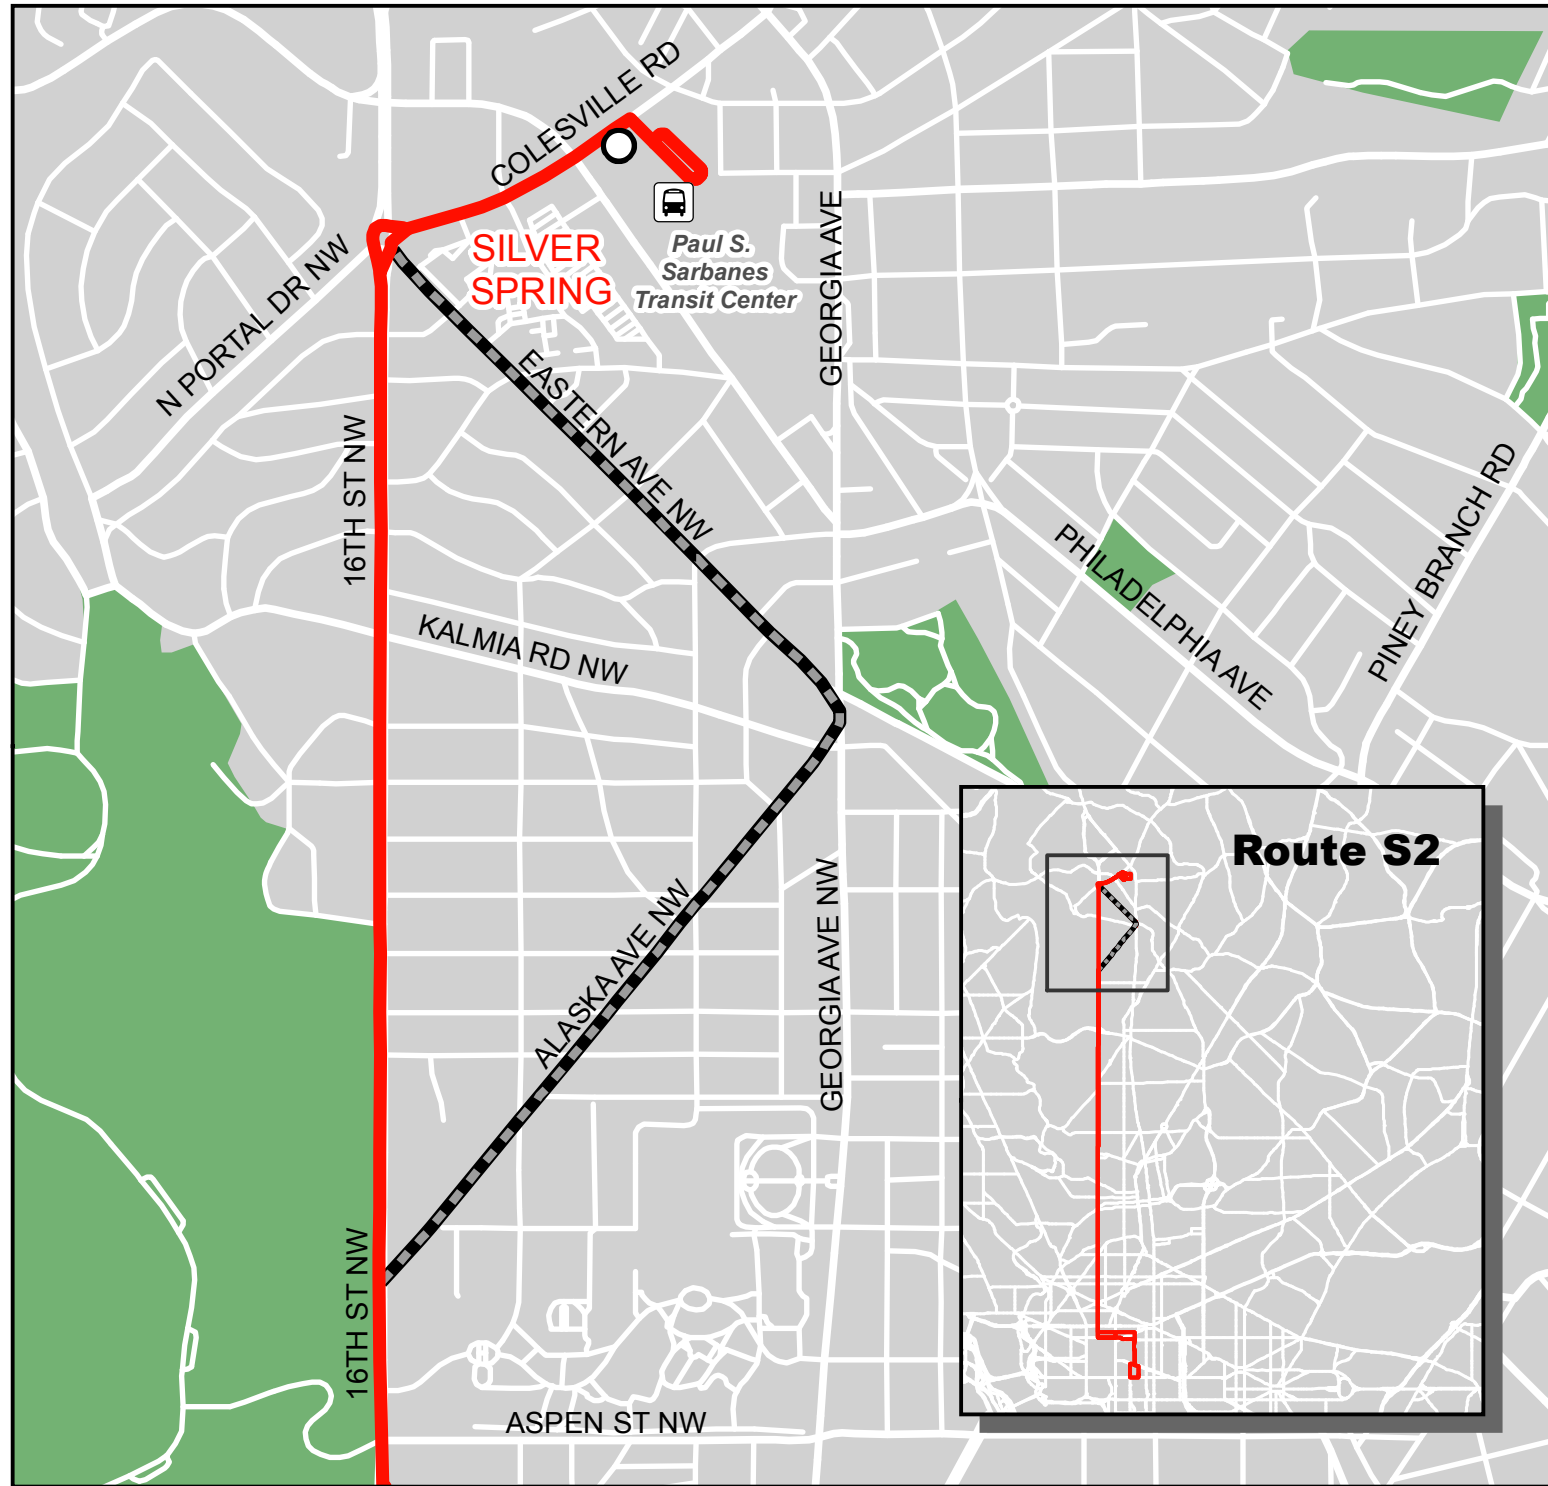 COLESVILLE RD
N PORTAL DR NW
SILVER
SPRING
Paul S.
Sarbanes
Transit Center
GEORGIA AVE
EASTERN AVE NW
16TH ST NW
KALMIA RD NW
PHILADELPHIA AVE
PINEY BRANCH RD
Route S2
ALASKA AVE NW
GEORGIA AVE NW
16TH ST NW
ASPEN ST NW